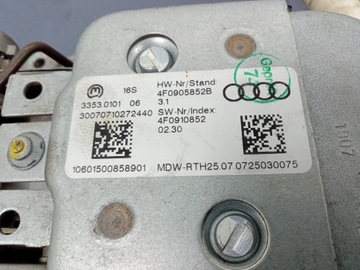 16S
HW-Nr/Stand:
4F0905852B
3353.0101 06
3.1
30070710272440
SW-Nr/Index:
4F0910852
02.30
10601500858901
MDW-RTH25.07.0725030075